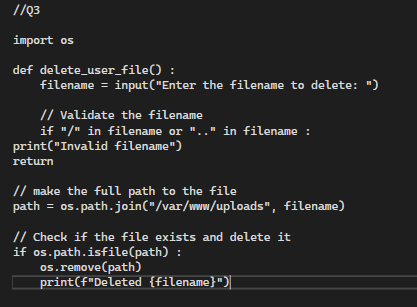 //Q3
import os
def delete_user_file() :
filename = input("Enter the filename to delete: ")
// Validate the filename
if "/" in filename or ".." in filename :
print("Invalid filename")
return
// make the full path to the file
path = os.path.join("/var/www/uploads", filename)
// Check if the file exists and delete it
if os.path.isfile(path) :
os.remove(path)
print(f"Deleted {filename}")